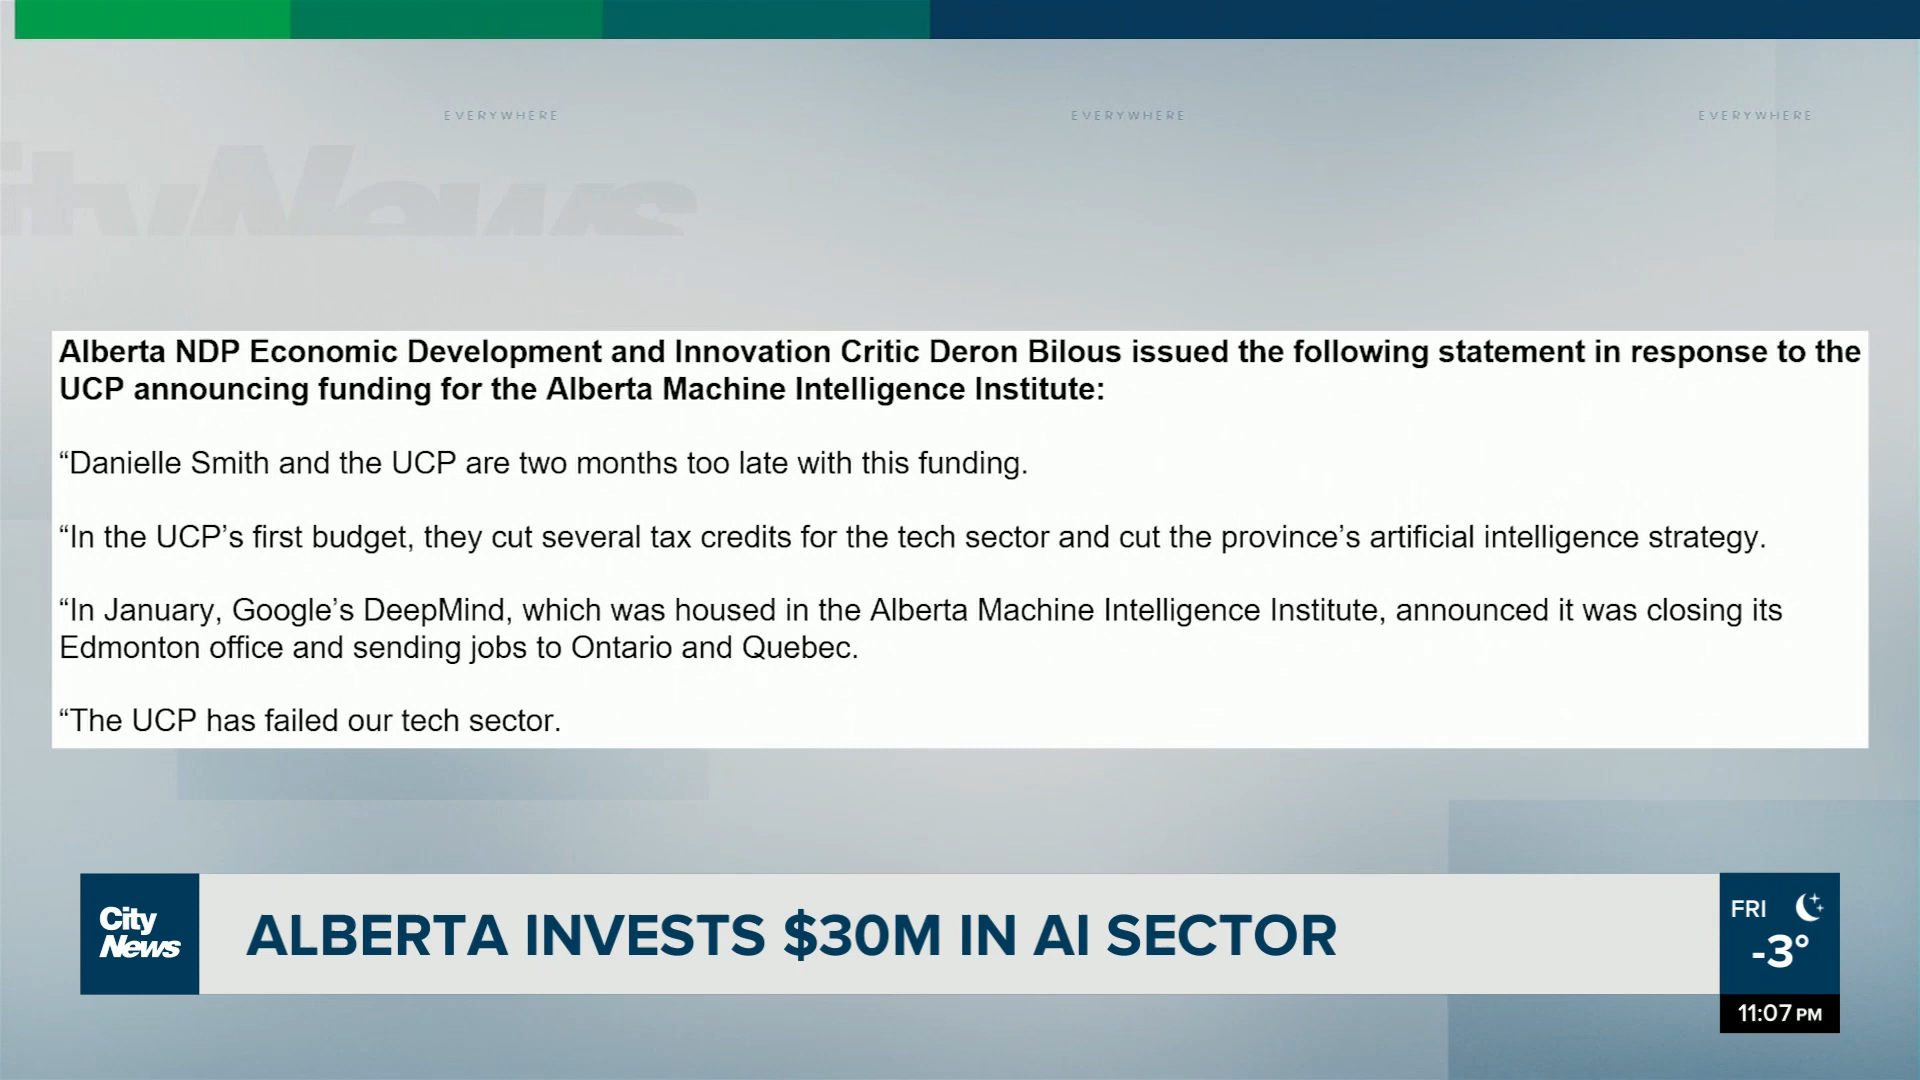 EVERYWHERE EVERYWHERE EVERYWHERE
ityNews
Alberta NDP Economic Development and Innovation Critic Deron Bilous issued the following statement in response to the
UCP announcing funding for the Alberta Machine Intelligence Institute:
“Danielle Smith and the UCP are two months too late with this funding.
“In the UCP’s first budget, they cut several tax credits for the tech sector and cut the province’s artificial intelligence strategy.
“In January, Google’s DeepMind, which was housed in the Alberta Machine Intelligence Institute, announced it was closing its
Edmonton office and sending jobs to Ontario and Quebec.
“The UCP has failed our tech sector.
City
News
ALBERTA INVESTS $30M IN AI SECTOR
FRI
-3°
11:07 PM